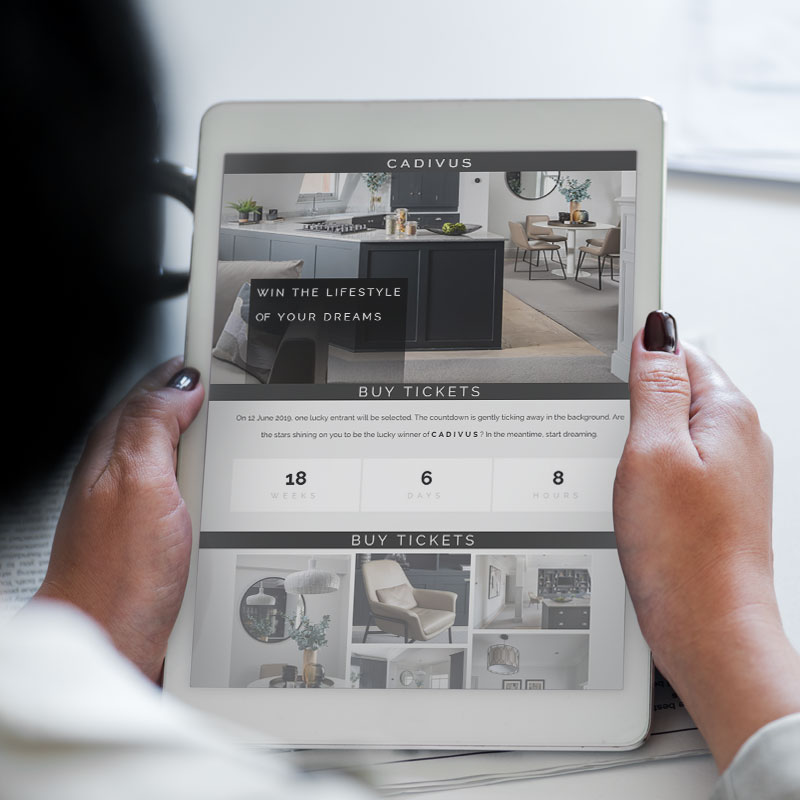 CADIVUS
WIN THE LIFESTYLE
OF YOUR DREAMS
BUY TICKETS
On 12 June 2019, one lucky entrant will be selected. The countdown is gently ticking away in the background. Are
the stars shining on you to be the lucky winner of CADIVUS? In the meantime, start dreaming.
18 6 8
WEEKS DAYS HOURS
BUY TICKETS